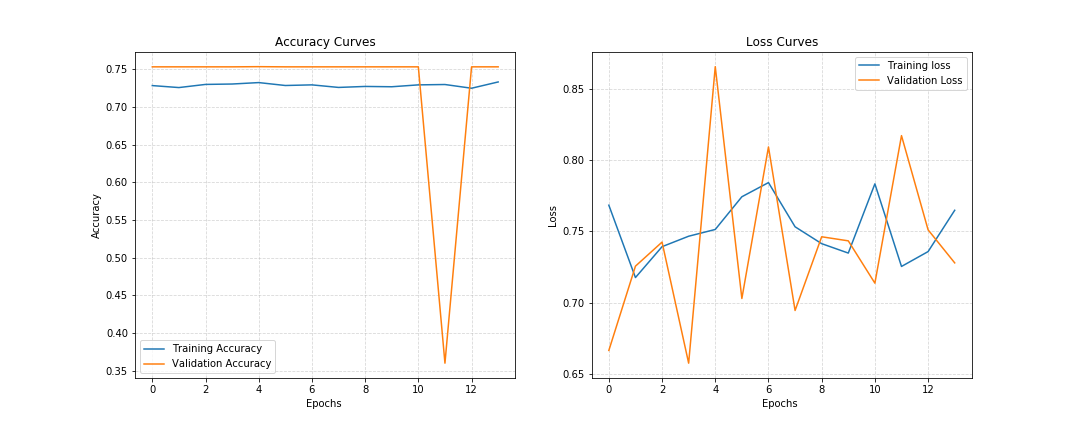 Accuracy Curves
Accuracy
0.75
0.70
0.65
0.60
0.55
0.50
0.45
0.40
0.35
Training Accuracy
Validation Accuracy
0 2 4 6 8 10 12
Epochs
Loss Curves
Loss
0.85
0.80
0.75
0.70
0.65
Training loss
Validation Loss
0 2 4 6 8 10 12
Epochs